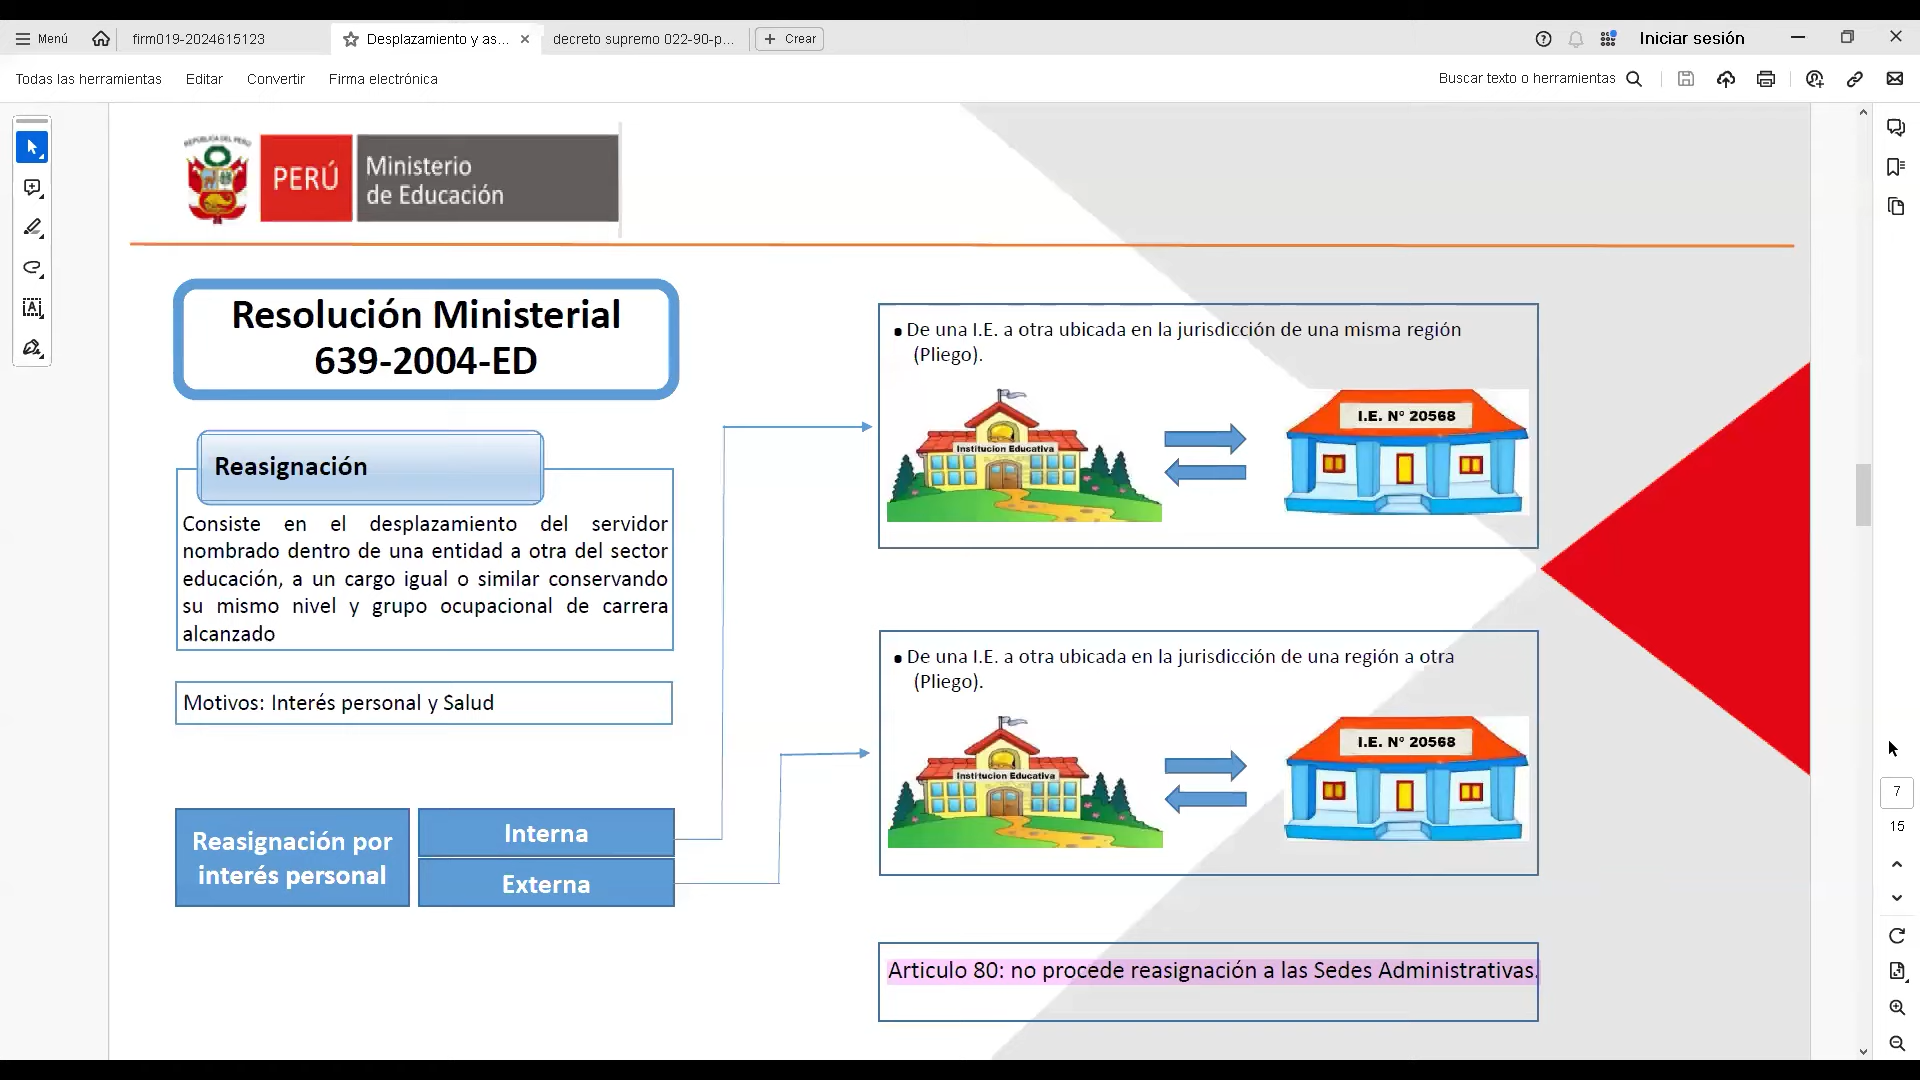 Menú
firm019-2024615123
Desplazamiento y as...
decreto supremo 022-90-p...
Crear
Iniciar sesión
Todas las herramientas
Editar
Convertir
Firma electrónica
Buscar texto o herramientas
REPÚBLICA DEL PERÚ
PERÚ
Ministerio
de Educación
Resolución Ministerial
639-2004-ED
Reasignación
Consiste en el desplazamiento del servidor
nombrado dentro de una entidad a otra del sector
educación, a un cargo igual o similar conservando
su mismo nivel y grupo ocupacional de carrera
alcanzado
Motivos: Interés personal y Salud
Reasignación por
interés personal
Interna
Externa
• De una I.E. a otra ubicada en la jurisdicción de una misma región
(Pliego).
Institucion Educativa
I.E. N° 20568
• De una I.E. a otra ubicada en la jurisdicción de una región a otra
(Pliego).
Institucion Educativa
I.E. N° 20568
Articulo 80: no procede reasignación a las Sedes Administrativas.
7
15